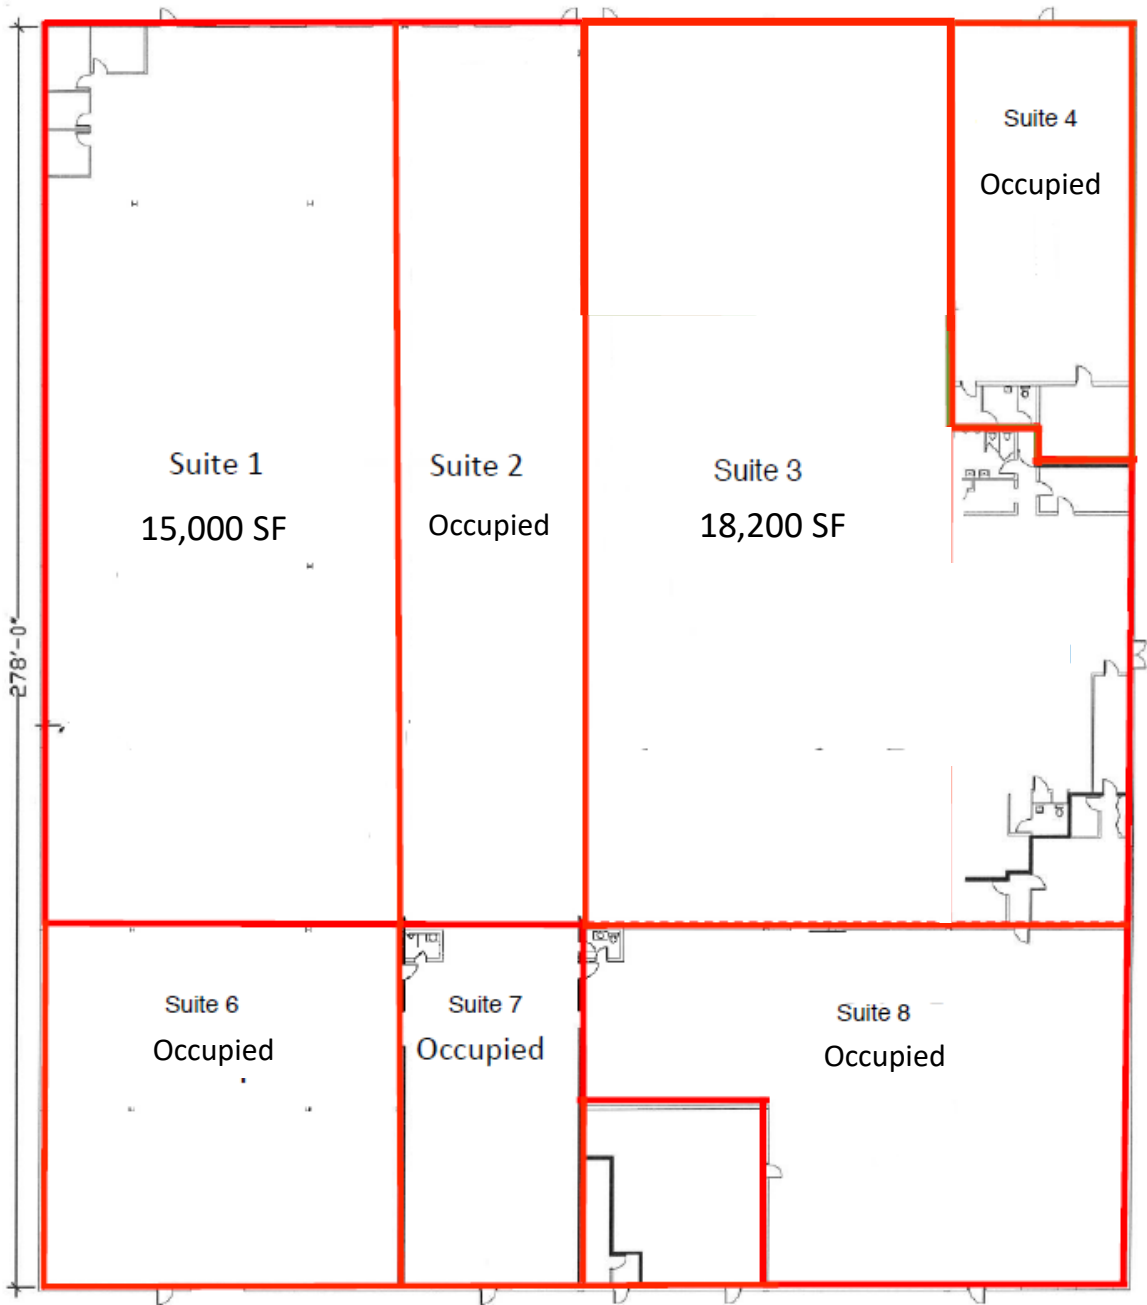 Suite 4
Occupied
Suite 1
15,000 SF
Suite 2
Occupied
Suite 3
18,200 SF
278'-0"
Suite 6
Occupied
Suite 7
Occupied
Suite 8
Occupied